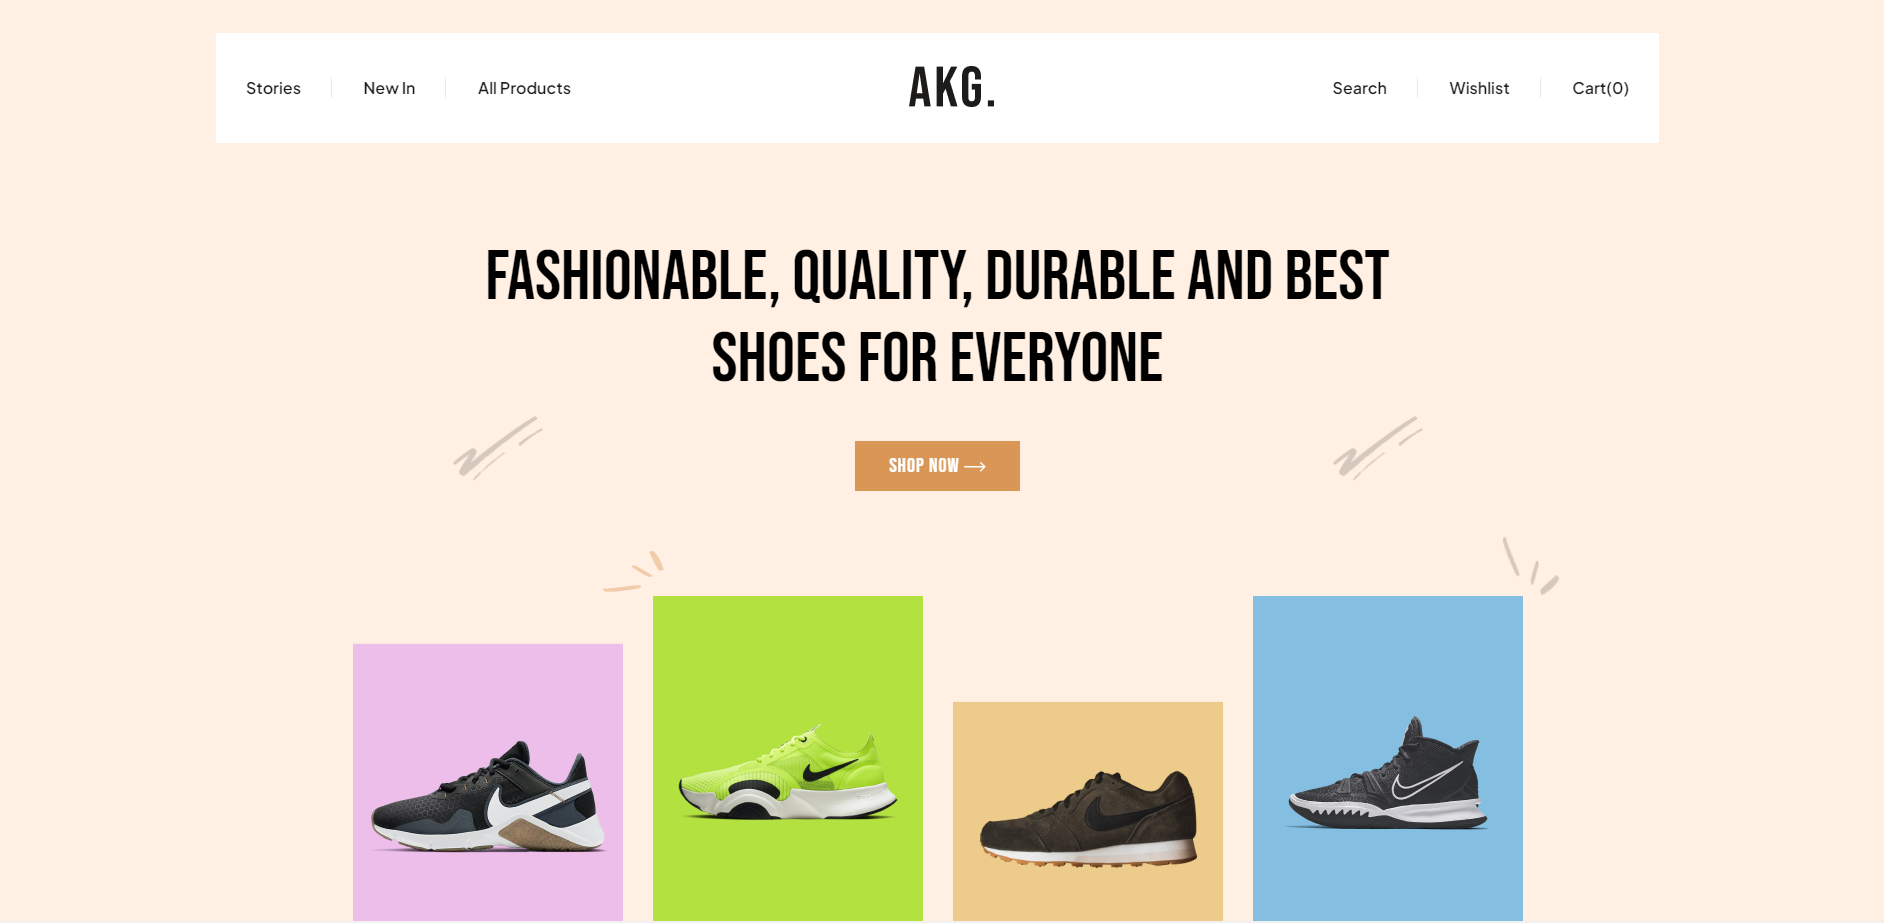 Stories
New In
All Products
AKG.
Search
Wishlist
Cart(0)
FASHIONABLE, QUALITY, DURABLE AND BEST
SHOES FOR EVERYONE
SHOP NOW ⟶